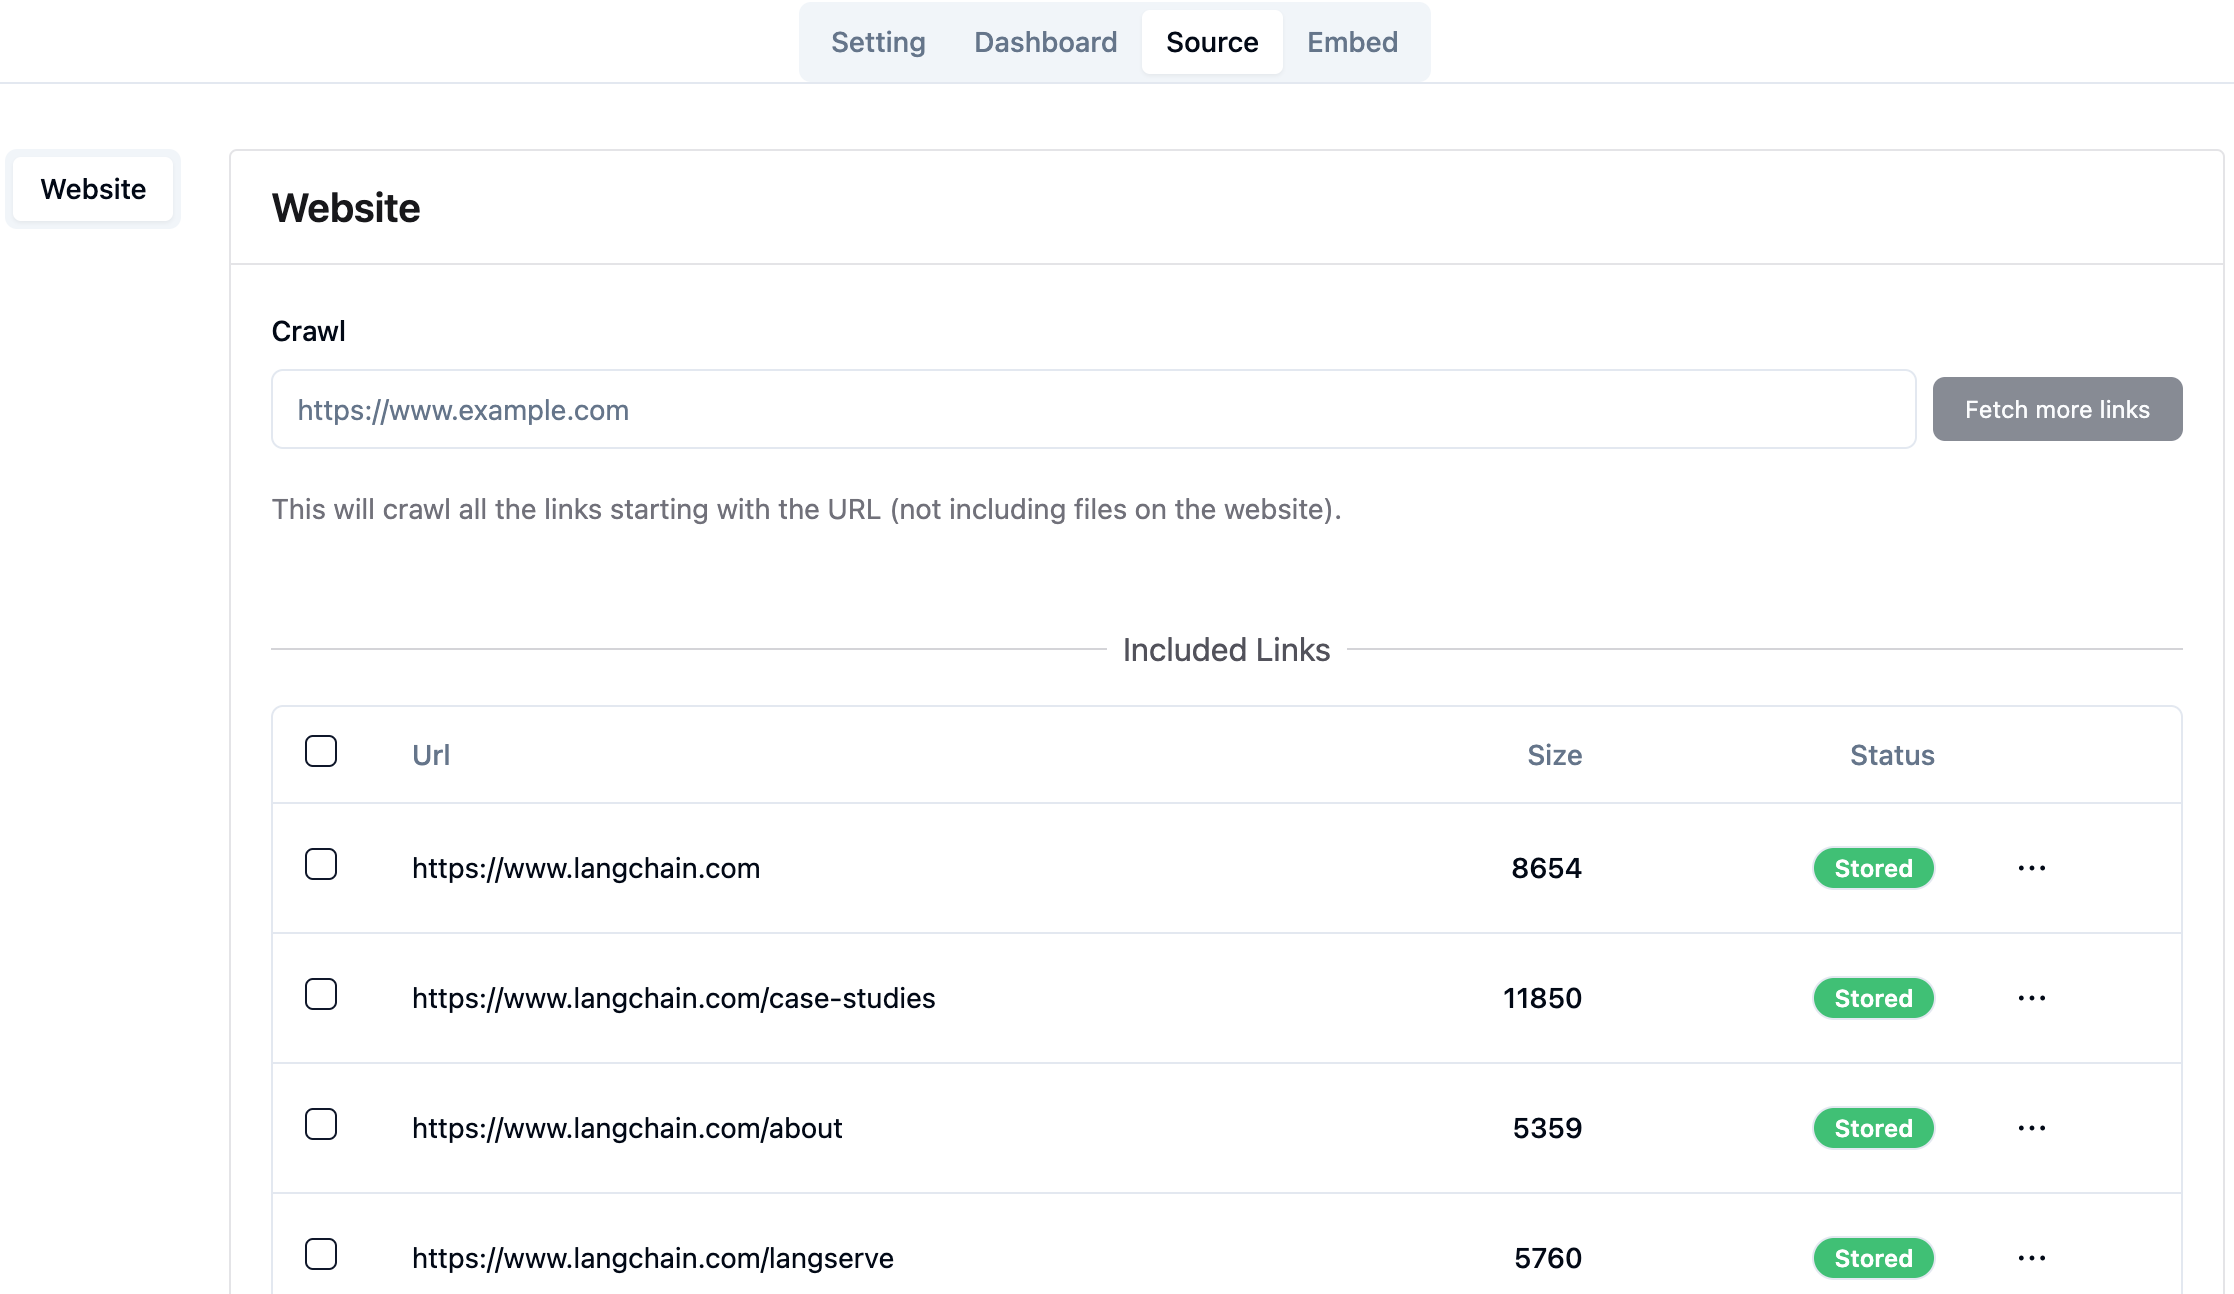 Setting Dashboard Source Embed
Website
Website
Crawl
https://www.example.com
Fetch more links
This will crawl all the links starting with the URL (not including files on the website).
Included Links
Url Size Status
https://www.langchain.com 8654 Stored ···
https://www.langchain.com/case-studies 11850 Stored ···
https://www.langchain.com/about 5359 Stored ···
https://www.langchain.com/langserve 5760 Stored ···